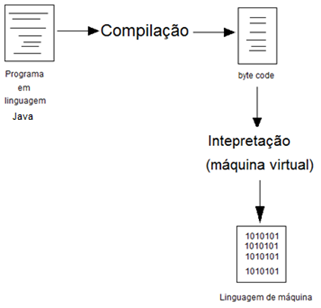 Compilação
Programa
em
linguagem
Java
byte code
Intepretação
(máquina virtual)
1010101
1010101
1010101
1010101
Linguagem de máquina